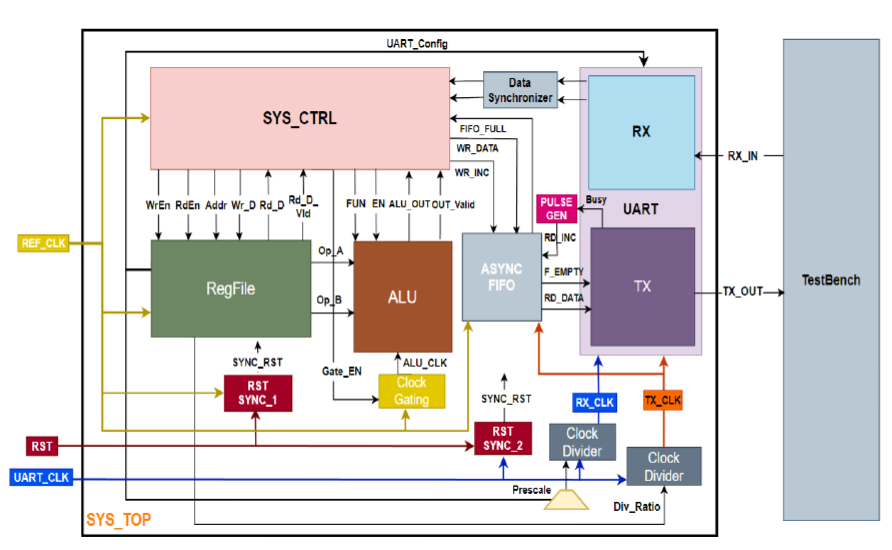 UART_Config
Data
Synchronizer
SYS_CTRL
RX
FIFO_FULL
WR_DATA
WR_INC
RX_IN
WrEn
RdEn
Addr
Wr_D
Rd_D
Rd_D_
Vld
FUN
EN
ALU_OUT
OUT_Valid
PULSE
GEN
Busy
UART
REF_CLK
RD_INC
Op_A
RegFile
ALU
ASYNC
FIFO
F_EMPTY
RD_DATA
TX
TX_OUT
TestBench
Op_B
SYNC_RST
Gate_EN
ALU_CLK
RST
SYNC_1
Clock
Gating
SYNC_RST
RX_CLK
TX_CLK
RST
RST
SYNC_2
Clock
Divider
Clock
Divider
UART_CLK
Prescale
Div_Ratio
SYS_TOP